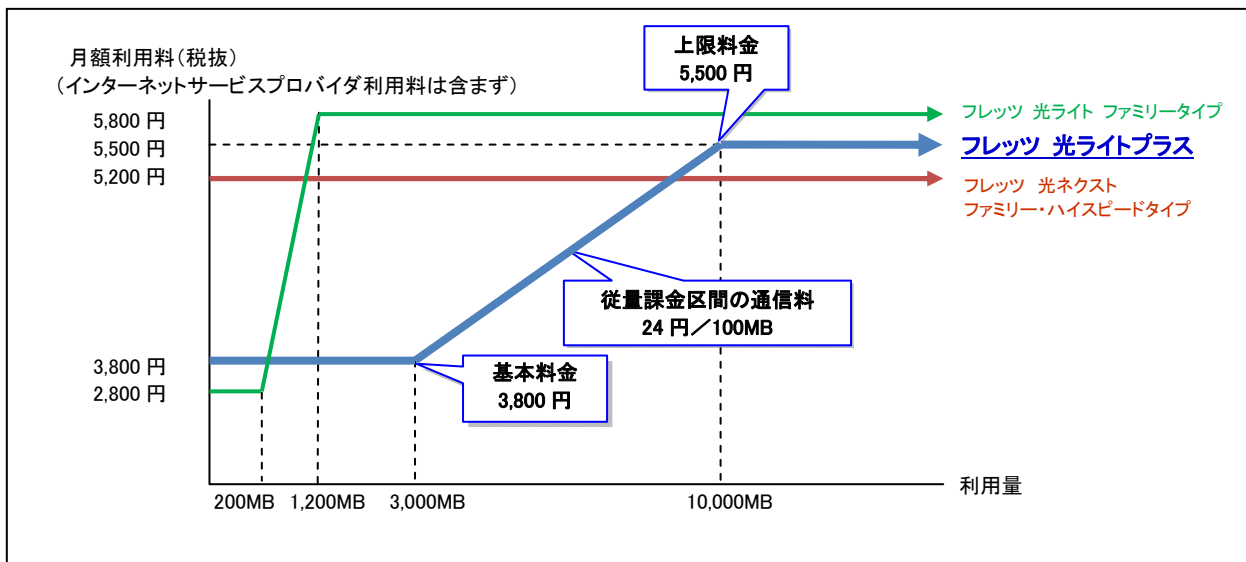 月額利用料(税抜)
(インターネットサービスプロバイダ利用料は含まず)
上限料金
5,500 円
5,800 円
5,500 円
5,200 円
フレッツ 光ライト ファミリータイプ
フレッツ 光ライトプラス
フレッツ 光ネクスト
ファミリー・ハイスピードタイプ
従量課金区間の通信料
24 円/100MB
3,800 円
2,800 円
基本料金
3,800 円
200MB
1,200MB
3,000MB
10,000MB
利用量